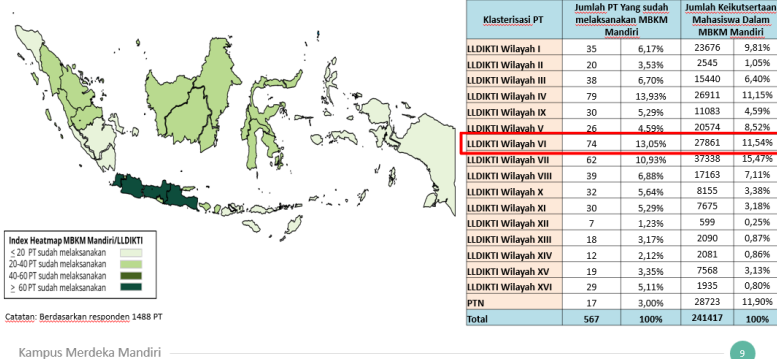 Klasterisasi PT Jumlah PT Yang sudah melaksanakan MBKM Mandiri Jumlah Keikutsertaan Mahasiswa Dalam MBKM Mandiri
LLDIKTI Wilayah I 35 6,17% 23676 9,81%
LLDIKTI Wilayah II 20 3,53% 2545 1,05%
LLDIKTI Wilayah III 38 6,70% 15440 6,40%
LLDIKTI Wilayah IV 79 13,93% 26911 11,15%
LLDIKTI Wilayah IX 30 5,29% 11083 4,59%
LLDIKTI Wilayah V 26 4,59% 20574 8,52%
LLDIKTI Wilayah VI 74 13,05% 27861 11,54%
LLDIKTI Wilayah VII 62 10,93% 37338 15,47%
LLDIKTI Wilayah VIII 39 6,88% 17163 7,11%
LLDIKTI Wilayah X 32 5,64% 8155 3,38%
LLDIKTI Wilayah XI 30 5,29% 7675 3,18%
LLDIKTI Wilayah XII 7 1,23% 599 0,25%
LLDIKTI Wilayah XIII 18 3,17% 2090 0,87%
LLDIKTI Wilayah XIV 12 2,12% 2081 0,86%
LLDIKTI Wilayah XV 19 3,35% 7568 3,13%
LLDIKTI Wilayah XVI 29 5,11% 1935 0,80%
PTN 17 3,00% 28723 11,90%
Total 567 100% 241417 100%
Index Heatmap MBKM Mandiri/LLDIKTI
≤ 20 PT sudah melaksanakan
20-40 PT sudah melaksanakan
40-60 PT sudah melaksanakan
≥ 60 PT sudah melaksanakan
Catatan: Berdasarkan responden 1488 PT
Kampus Merdeka Mandiri
9